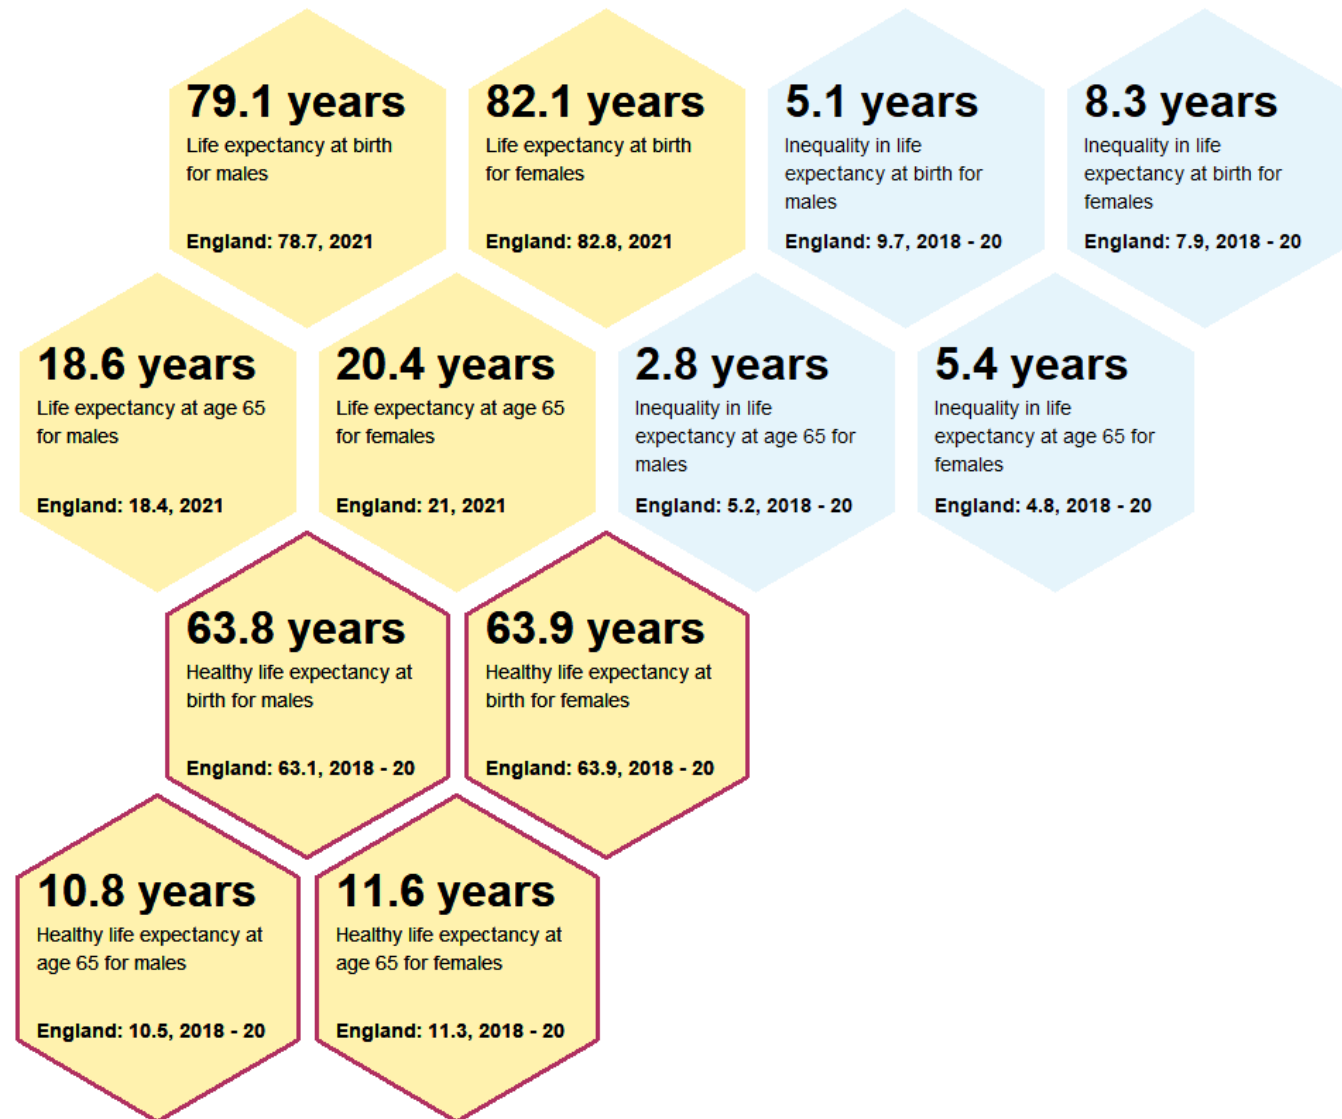 79.1 years
Life expectancy at birth
for males
England: 78.7, 2021
82.1 years
Life expectancy at birth
for females
England: 82.8, 2021
5.1 years
Inequality in life
expectancy at birth for
males
England: 9.7, 2018 - 20
8.3 years
Inequality in life
expectancy at birth for
females
England: 7.9, 2018 - 20
18.6 years
Life expectancy at age 65
for males
England: 18.4, 2021
20.4 years
Life expectancy at age 65
for females
England: 21, 2021
2.8 years
Inequality in life
expectancy at age 65 for
males
England: 5.2, 2018 - 20
5.4 years
Inequality in life
expectancy at age 65 for
females
England: 4.8, 2018 - 20
63.8 years
Healthy life expectancy at
birth for males
England: 63.1, 2018 - 20
63.9 years
Healthy life expectancy at
birth for females
England: 63.9, 2018 - 20
10.8 years
Healthy life expectancy at
age 65 for males
England: 10.5, 2018 - 20
11.6 years
Healthy life expectancy at
age 65 for females
England: 11.3, 2018 - 20